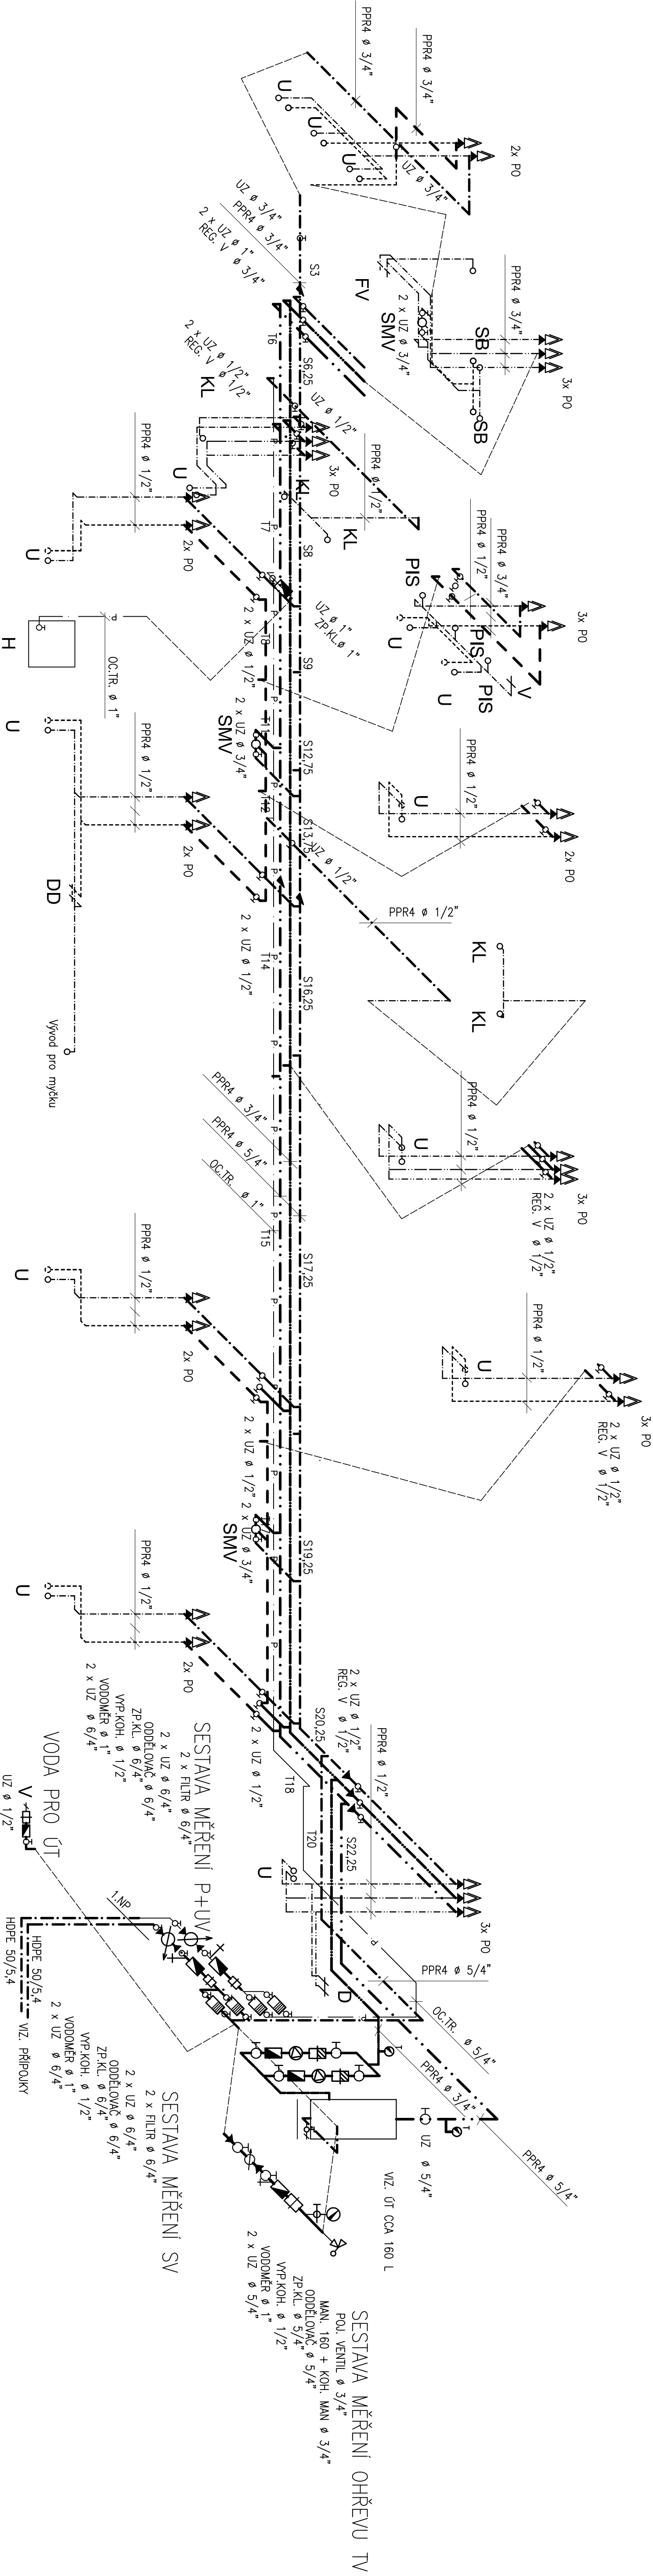 PPR4 ø 3/4"
PPR4 ø 3/4"
2x PO
U
U
U
UZ ø 3/4"
UZ ø 3/4"
PPR4 ø 3/4"
2 x UZ ø 1"
REG. V ø 3/4"
S3
FV
SMV
2 x UZ ø 3/4"
SB
SB
PPR4 ø 3/4"
3x PO
T6
S6,25
2 x UZ ø 1/2"
REG. V ø 1/2"
KL
UZ ø 1/2"
P
3x PO
PPR4 ø 1/2"
KL
KL
PPR4 ø 1/2"
U
U
2x PO
T7
P
S8
UZ ø 1"
ZP.KL.ø 1"
PPR4 ø 1/2"
PPR4 ø 3/4"
3x PO
PIS
PIS
PIS
U
U
V
H
P
OC.TR. ø 1"
P
T8
2 x UZ ø 1/2"
S9
P
SMV
2 x UZ ø 3/4"
T11
S12,75
T12
P
S13,75
UZ ø 1/2"
U
PPR4 ø 1/2"
2x PO
U
PPR4 ø 1/2"
2x PO
DD
Vývod pro myčku
2 x UZ ø 1/2"
P
T14
PPR4 ø 1/2"
S16,25
P
KL
KL
U
PPR4 ø 1/2"
3x PO
2 x UZ ø 1/2"
REG. V ø 1/2"
PPR4 ø 3/4"
PPR4 ø 5/4"
OC.TR. ø 1"
P
T15
S17,25
U
PPR4 ø 1/2"
2x PO
P
U
PPR4 ø 1/2"
3x PO
2 x UZ ø 1/2"
REG. V ø 1/2"
2 x UZ ø 1/2"
P
SMV
2 x UZ ø 3/4"
P
S19,25
P
U
PPR4 ø 1/2"
2x PO
2 x UZ ø 1/2"
2 x UZ ø 1/2"
REG. V ø 1/2"
PPR4 ø 1/2"
S20,25
T18
T20
S22,25
U
3x PO
D
P
PPR4 ø 5/4"
OC.TR. ø 5/4"
PPR4 ø 3/4"
PPR4 ø 5/4"
SESTAVA MĚŘENÍ P+UV
2 x FILTR ø 6/4"
2 x UZ ø 6/4"
ODDĚLOVAČ ø 6/4"
ZP.KL. ø 6/4"
VYP.KOH. ø 1/2"
VODOMĚR ø 1"
2 x UZ ø 6/4"
VODA PRO ÚT
V
UZ ø 1/2"
1.NP
HDPE 50/5,4
HDPE 50/5,4
VIZ. PŘÍPOJKY
SESTAVA MĚŘENÍ SV
2 x FILTR ø 6/4"
2 x UZ ø 6/4"
ODDĚLOVAČ ø 6/4"
ZP.KL. ø 6/4"
VYP.KOH. ø 1/2"
VODOMĚR ø 1"
2 x UZ ø 6/4"
T
T
UZ ø 5/4"
VIZ. ÚT CCA 160 L
SESTAVA MĚŘENÍ OHŘEVU TV
POJ. VENTIL ø 3/4"
MAN. 160 + KOH. MAN ø 3/4"
ODDĚLOVAČ ø 5/4"
ZP.KL. ø 5/4"
VYP.KOH. ø 1/2"
VODOMĚR ø 1"
2 x UZ ø 5/4"